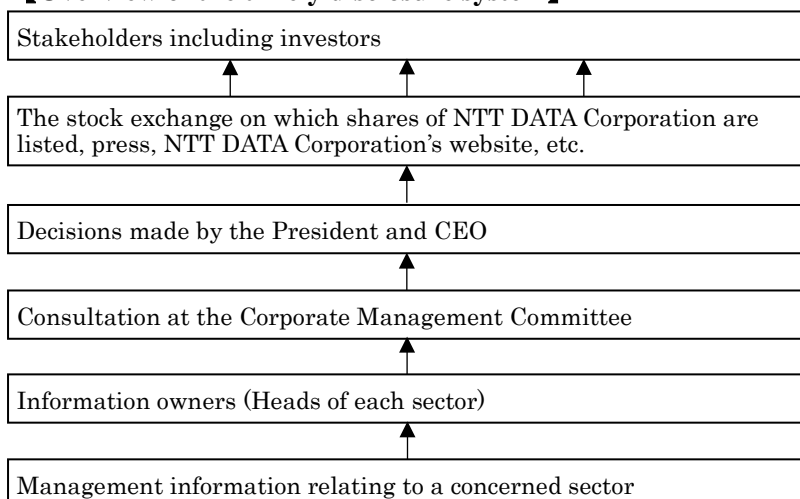 Stakeholders including investors
The stock exchange on which shares of NTT DATA Corporation are
listed, press, NTT DATA Corporation's website, etc.
Decisions made by the President and CEO
Consultation at the Corporate Management Committee
Information owners (Heads of each sector)
Management information relating to a concerned sector